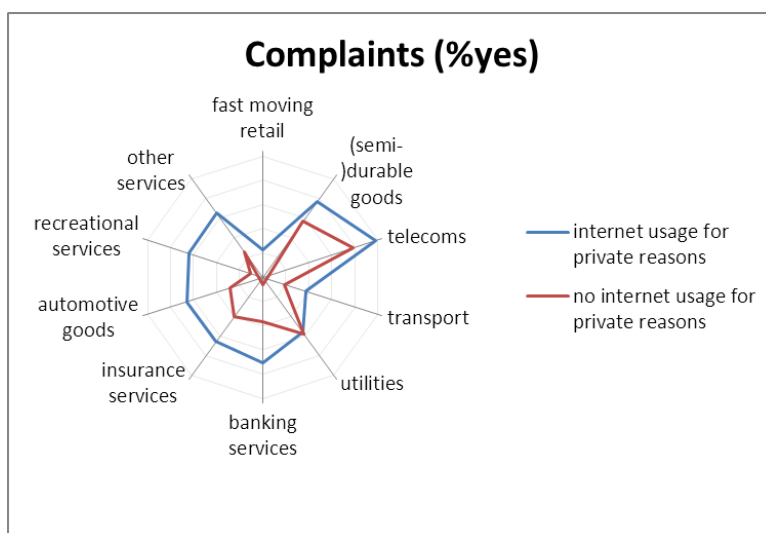 Complaints (%yes)
fast moving
retail
(semi-
)durable
goods
telecoms
transport
utilities
banking
services
insurance
services
automotive
goods
recreational
services
other
services
internet usage for
private reasons
no internet usage for
private reasons